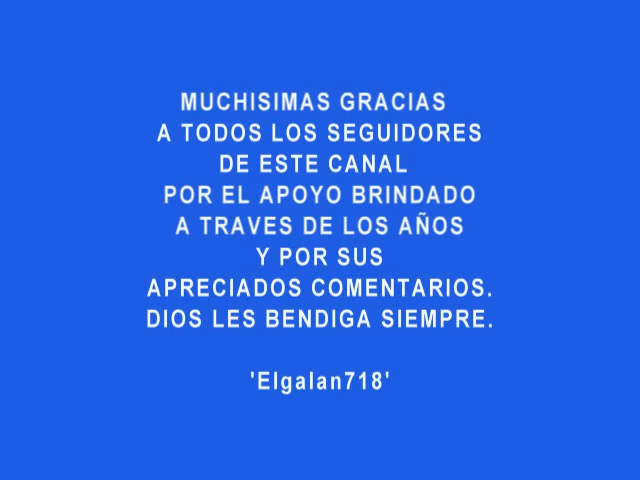 MUCHISIMAS GRACIAS
A TODOS LOS SEGUIDORES
DE ESTE CANAL
POR EL APOYO BRINDADO
A TRAVES DE LOS AÑOS
Y POR SUS
APRECIADOS COMENTARIOS.
DIOS LES BENDIGA SIEMPRE.
'Elgalan718'